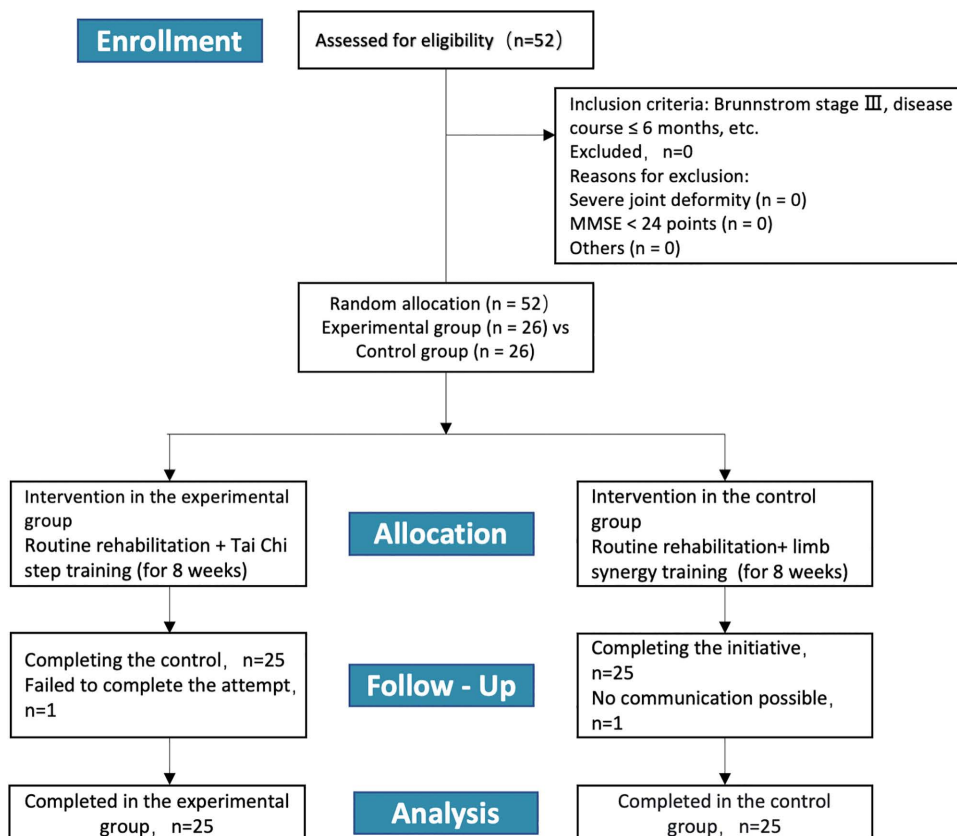 Enrollment
Assessed for eligibility（n=52）
Inclusion criteria: Brunnstrom stage Ⅲ, disease
course ≤ 6 months, etc.
Excluded，n=0
Reasons for exclusion:
Severe joint deformity (n = 0)
MMSE < 24 points (n = 0)
Others (n = 0)
Random allocation (n = 52)
Experimental group (n = 26) vs
Control group (n = 26)
Intervention in the experimental
group
Routine rehabilitation + Tai Chi
step training (for 8 weeks)
Allocation
Intervention in the control
group
Routine rehabilitation+ limb
synergy training (for 8 weeks)
Completing the control，n=25
Failed to complete the attempt，
n=1
Follow - Up
Completing the initiative，
n=25
No communication possible，
n=1
Completed in the experimental
group，n=25
Analysis
Completed in the control
group，n=25